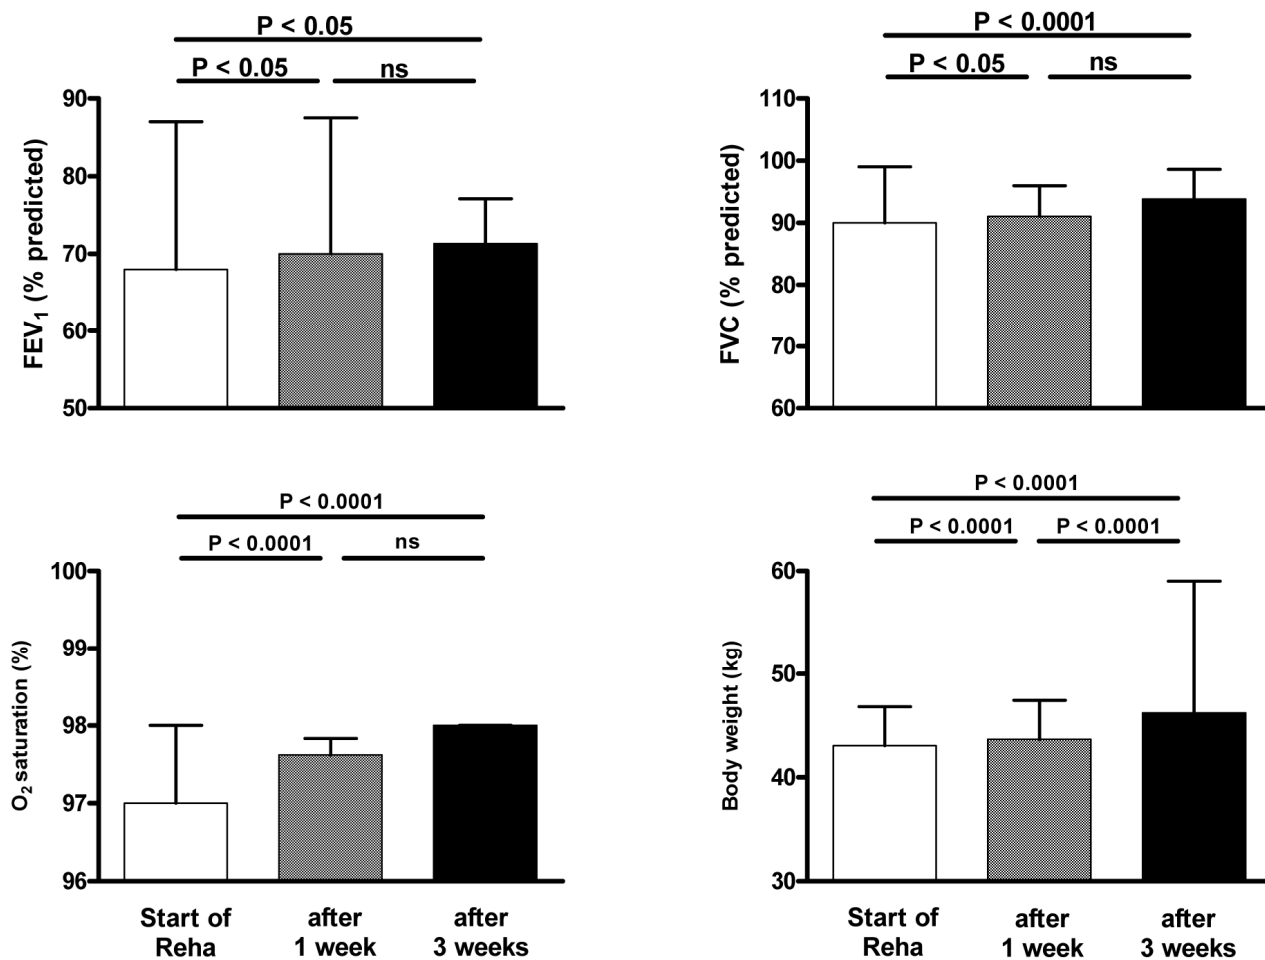 P < 0.05
P < 0.05
ns
90
80
70
60
50
FEV1 (% predicted)
P < 0.0001
P < 0.05
ns
110
100
90
80
70
60
FVC (% predicted)
P < 0.0001
P < 0.0001
ns
100
99
98
97
96
O2 saturation (%)
Start of
Reha
after
1 week
after
3 weeks
P < 0.0001
P < 0.0001
P < 0.0001
60
50
40
30
Body weight (kg)
Start of
Reha
after
1 week
after
3 weeks